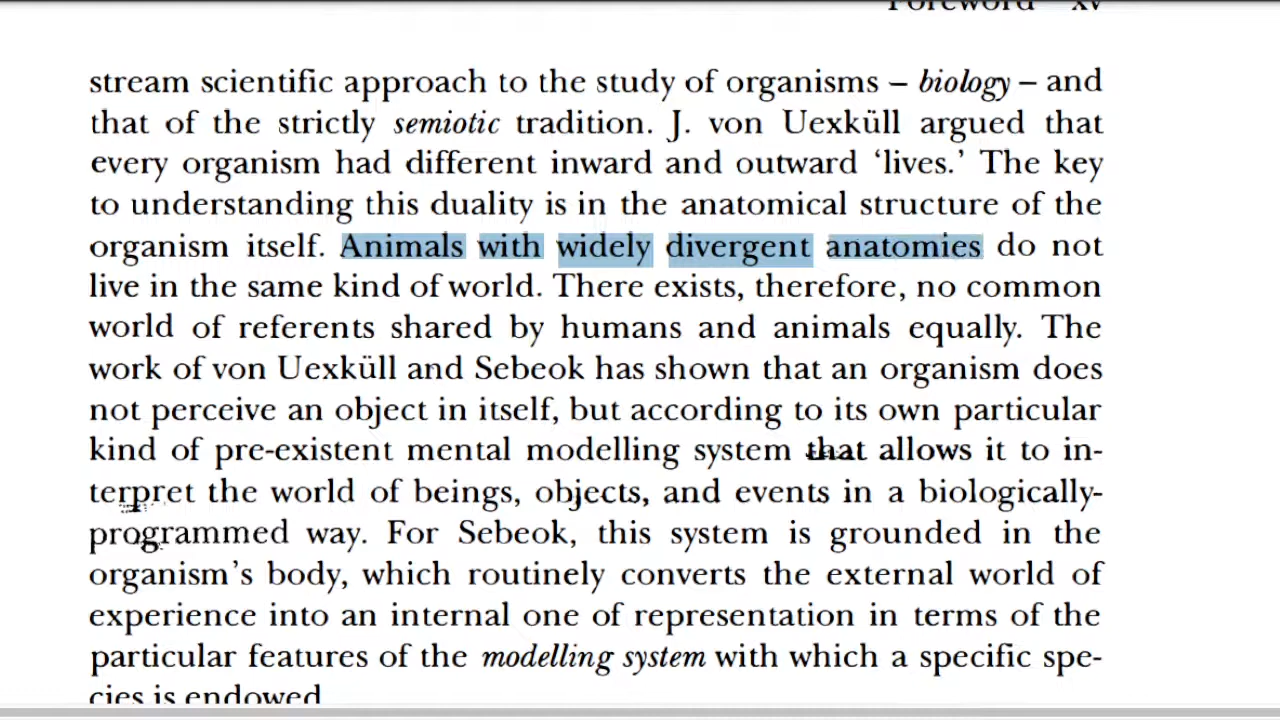 Foreword xv
stream scientific approach to the study of organisms – biology – and
that of the strictly semiotic tradition. J. von Uexküll argued that
every organism had different inward and outward ‘lives.’ The key
to understanding this duality is in the anatomical structure of the
organism itself. Animals with widely divergent anatomies do not
live in the same kind of world. There exists, therefore, no common
world of referents shared by humans and animals equally. The
work of von Uexküll and Sebeok has shown that an organism does
not perceive an object in itself, but according to its own particular
kind of pre-existent mental modelling system that allows it to in-
terpret the world of beings, objects, and events in a biologically-
programmed way. For Sebeok, this system is grounded in the
organism’s body, which routinely converts the external world of
experience into an internal one of representation in terms of the
particular features of the modelling system with which a specific spe-
cies is endowed